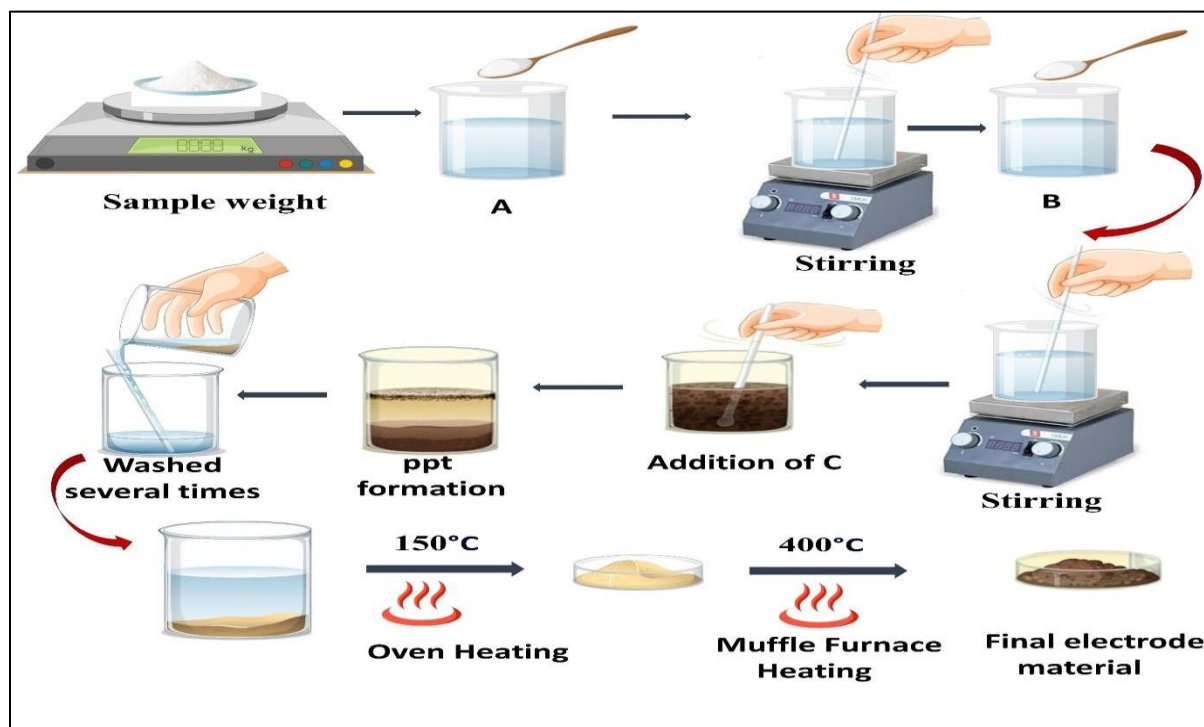 kg
Sample weight
A
Stirring
B
Washed
several times
ppt
formation
Addition of C
Stirring
150°C
Oven Heating
400°C
Muffle Furnace
Heating
Final electrode
material